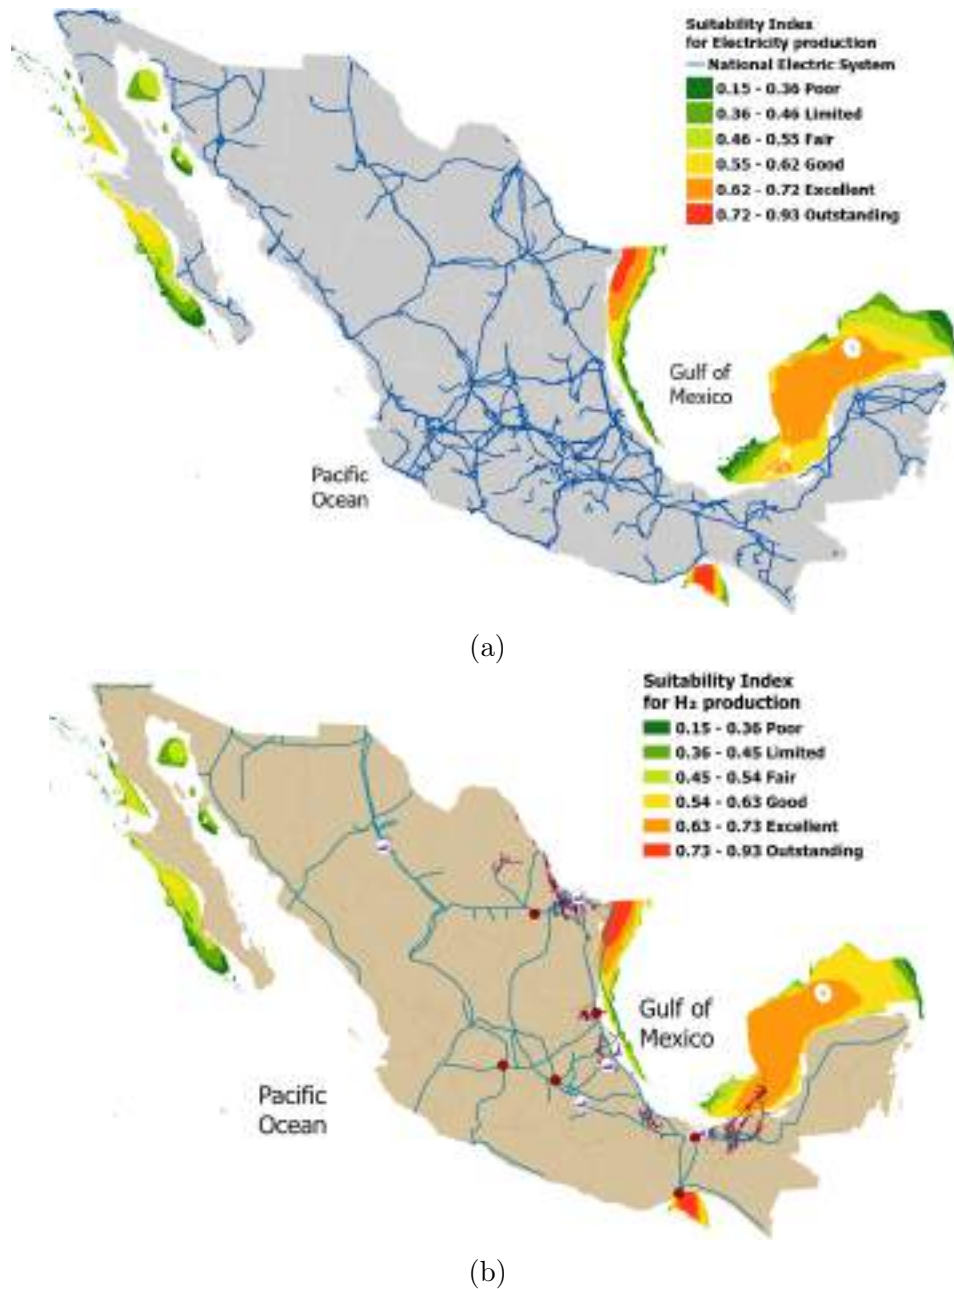 Suitability Index
for Electricity production
National Electric System
0.15 - 0.36 Poor
0.36 - 0.46 Limited
0.46 - 0.55 Fair
0.55 - 0.62 Good
0.62 - 0.72 Excellent
0.72 - 0.93 Outstanding
Gulf of
Mexico
Pacific
Ocean
(a)
Suitability Index
for H₂ production
0.15 - 0.36 Poor
0.36 - 0.45 Limited
0.45 - 0.54 Fair
0.54 - 0.63 Good
0.63 - 0.73 Excellent
0.73 - 0.93 Outstanding
Gulf of
Mexico
Pacific
Ocean
(b)